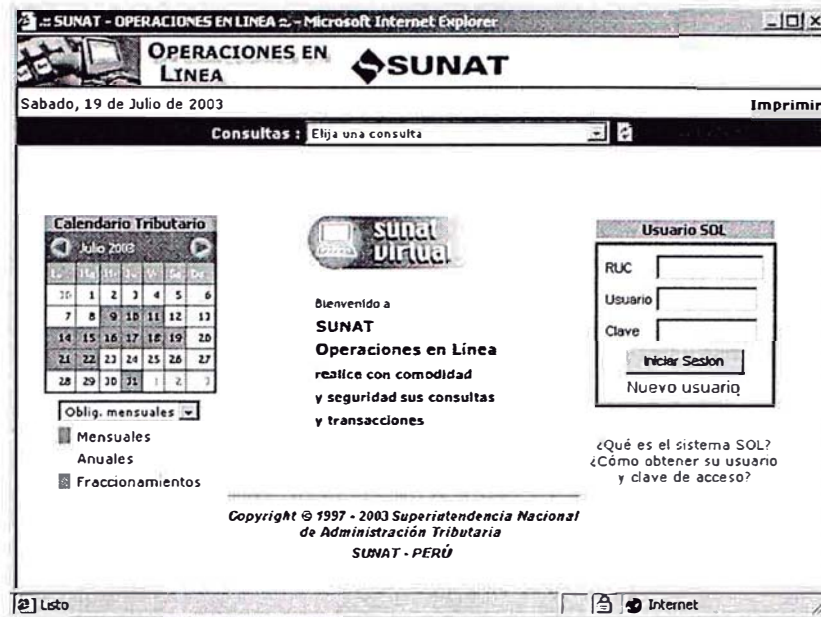 .:: SUNAT - OPERACIONES EN LINEA ::. - Microsoft Internet Explorer
OPERACIONES EN LINEA
SUNAT
Sabado, 19 de Julio de 2003
Imprimir
Consultas : Elija una consulta
Calendario Tributario
Julio 2003
30 1 2 3 4 5 6
7 8 9 10 11 12 13
14 15 16 17 18 19 20
21 22 23 24 25 26 27
28 29 30 31 1 2 3
Oblig. mensuales
Mensuales
Anuales
Fraccionamientos
sunat
virtual
Bienvenido a
SUNAT
Operaciones en Línea
realice con comodidad
y seguridad sus consultas
y transacciones
Usuario SOL
RUC
Usuario
Clave
Iniciar Sesion
Nuevo usuario
¿Qué es el sistema SOL?
¿Cómo obtener su usuario
y clave de acceso?
Copyright © 1997 - 2003 Superintendencia Nacional
de Administración Tributaria
SUNAT - PERÚ
Listo
Internet